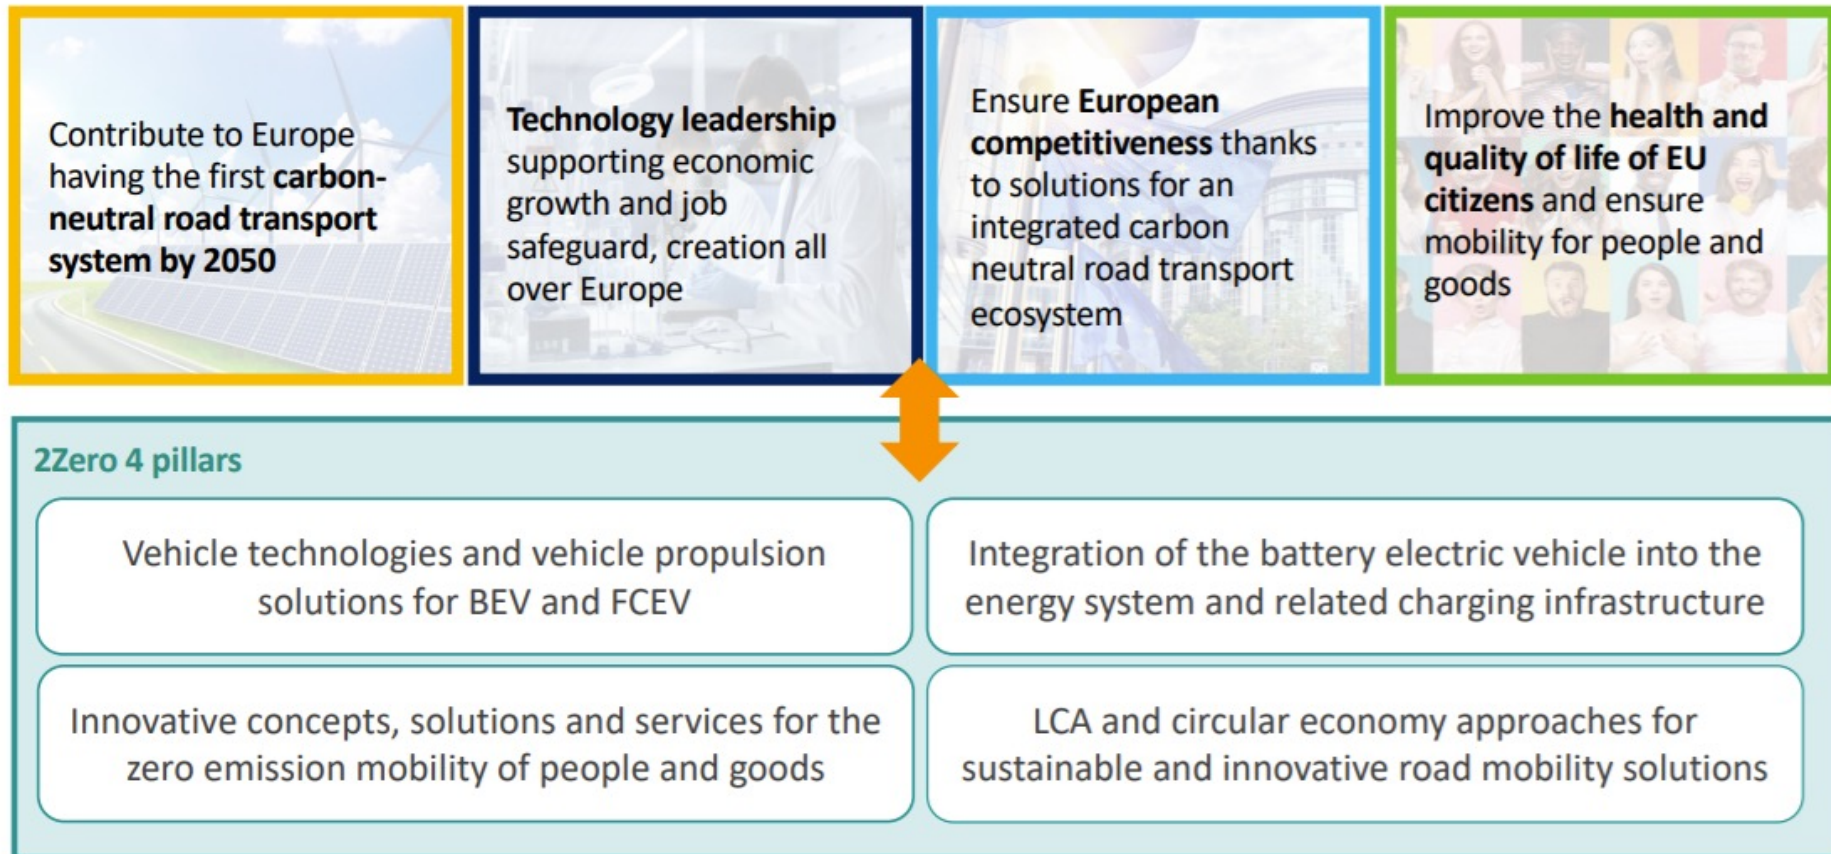 Contribute to Europe
having the first carbon-
neutral road transport
system by 2050
Technology leadership
supporting economic
growth and job
safeguard, creation all
over Europe
Ensure European
competitiveness thanks
to solutions for an
integrated carbon
neutral road transport
ecosystem
Improve the health and
quality of life of EU
citizens and ensure
mobility for people and
goods
2Zero 4 pillars
Vehicle technologies and vehicle propulsion
solutions for BEV and FCEV
Integration of the battery electric vehicle into the
energy system and related charging infrastructure
Innovative concepts, solutions and services for the
zero emission mobility of people and goods
LCA and circular economy approaches for
sustainable and innovative road mobility solutions